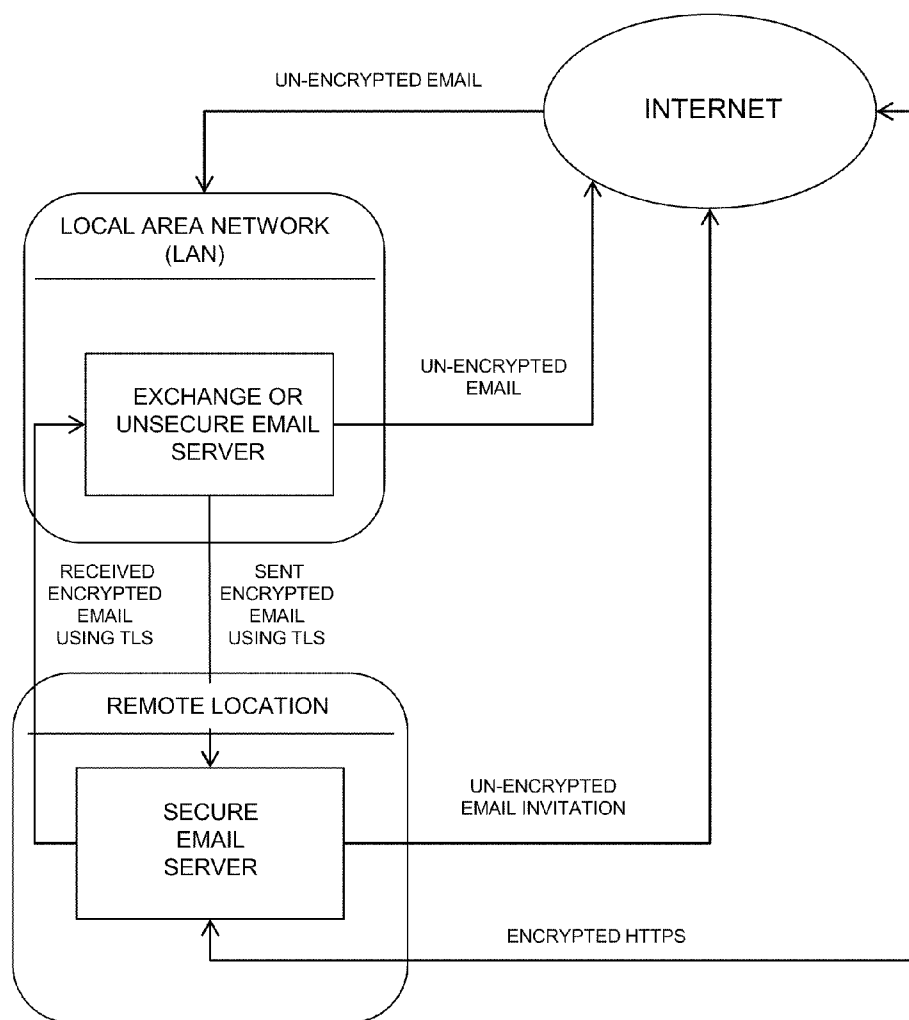 UN-ENCRYPTED EMAIL
INTERNET
LOCAL AREA NETWORK
(LAN)
UN-ENCRYPTED
EMAIL
EXCHANGE OR
UNSECURE EMAIL
SERVER
RECEIVED
ENCRYPTED
EMAIL
USING TLS
SENT
ENCRYPTED
EMAIL
USING TLS
REMOTE LOCATION
UN-ENCRYPTED
EMAIL INVITATION
SECURE
EMAIL
SERVER
ENCRYPTED HTTPS